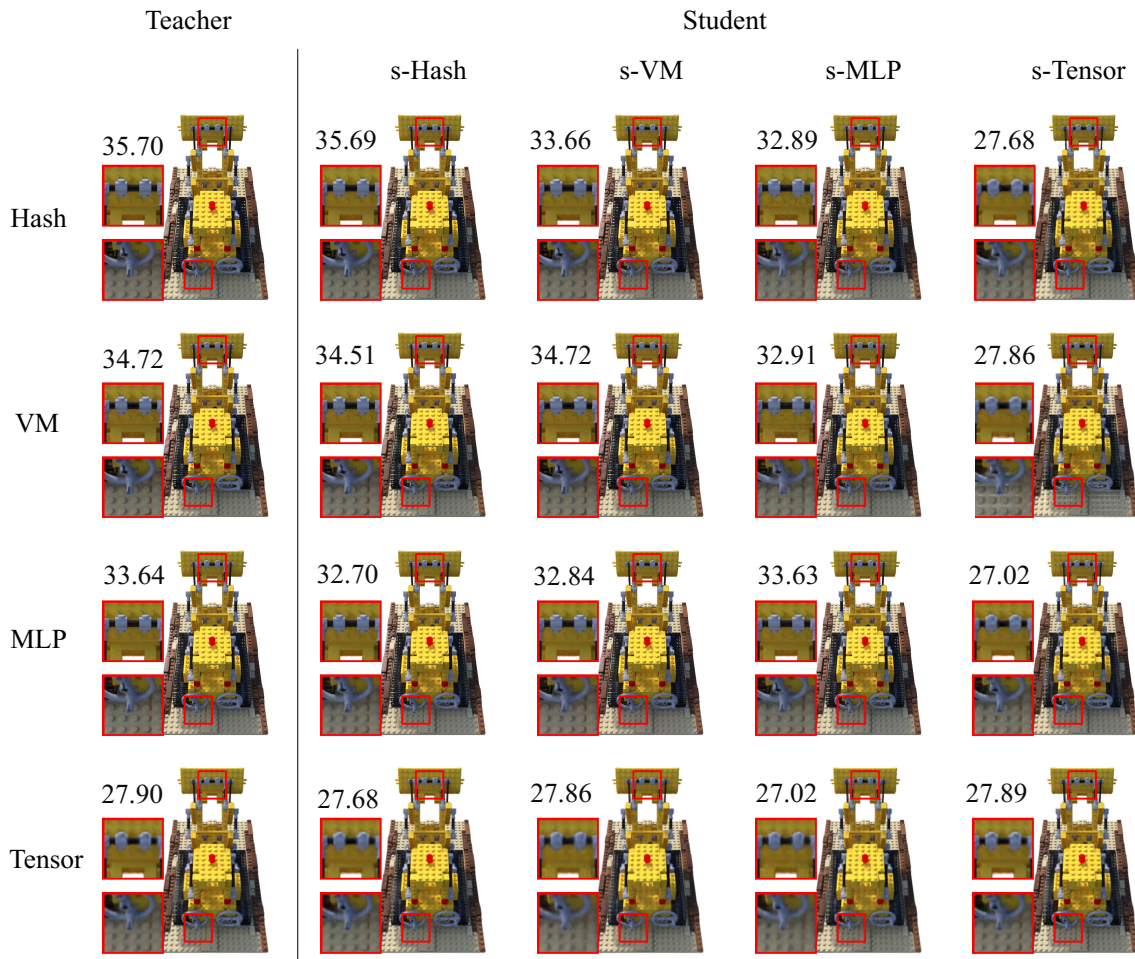 Teacher Student
s-Hash s-VM s-MLP s-Tensor
35.70 35.69 33.66 32.89 27.68
Hash
34.72 34.51 34.72 32.91 27.86
VM
33.64 32.70 32.84 33.63 27.02
MLP
27.90 27.68 27.86 27.02 27.89
Tensor